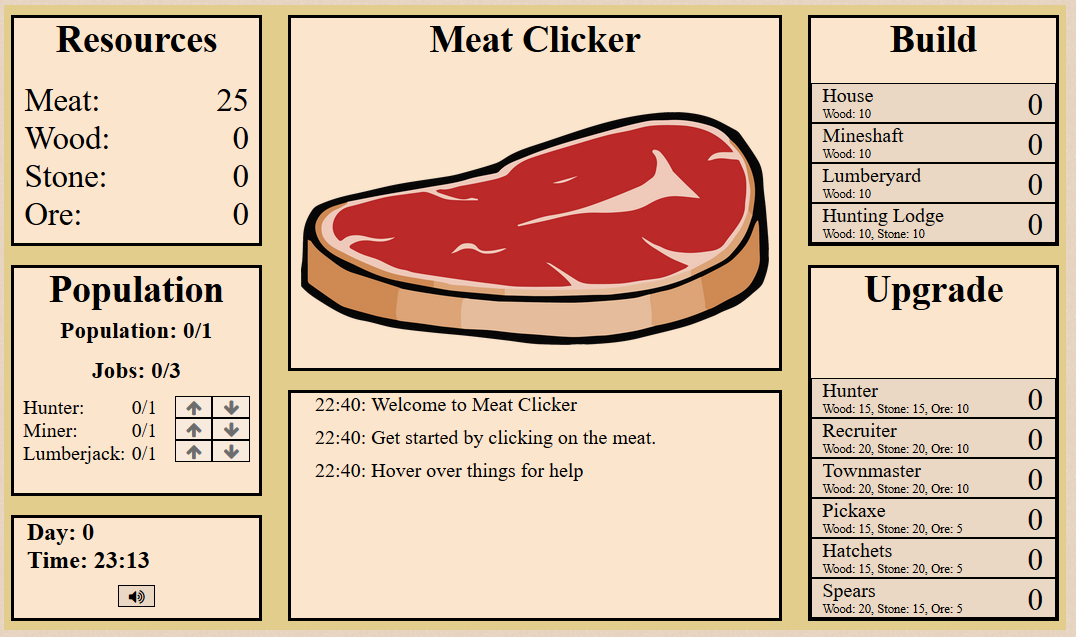 Resources
Meat: 25
Wood: 0
Stone: 0
Ore: 0
Population
Population: 0/1
Jobs: 0/3
Hunter: 0/1
Miner: 0/1
Lumberjack: 0/1
Day: 0
Time: 23:13
Meat Clicker
22:40: Welcome to Meat Clicker
22:40: Get started by clicking on the meat.
22:40: Hover over things for help
Build
House 0
Wood: 10
Mineshaft 0
Wood: 10
Lumberyard 0
Wood: 10
Hunting Lodge 0
Wood: 10, Stone: 10
Upgrade
Hunter 0
Wood: 15, Stone: 15, Ore: 10
Recruiter 0
Wood: 20, Stone: 20, Ore: 10
Townmaster 0
Wood: 20, Stone: 20, Ore: 10
Pickaxe 0
Wood: 15, Stone: 20, Ore: 5
Hatchets 0
Wood: 15, Stone: 20, Ore: 5
Spears 0
Wood: 20, Stone: 15, Ore: 5